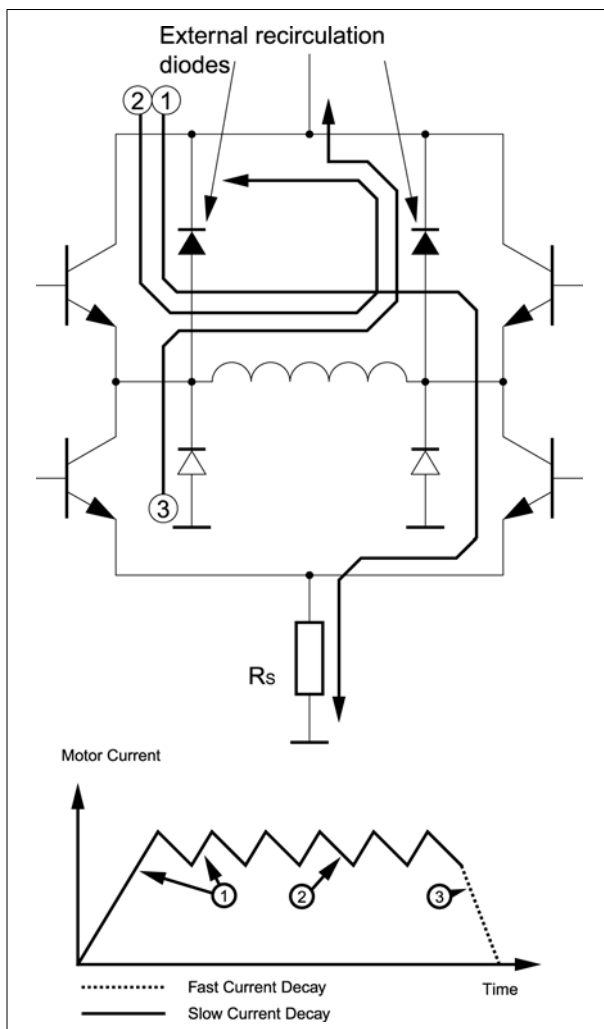 External recirculation
diodes
② ①
③
Rs
Motor Current
① ② ③
Time
Fast Current Decay
Slow Current Decay